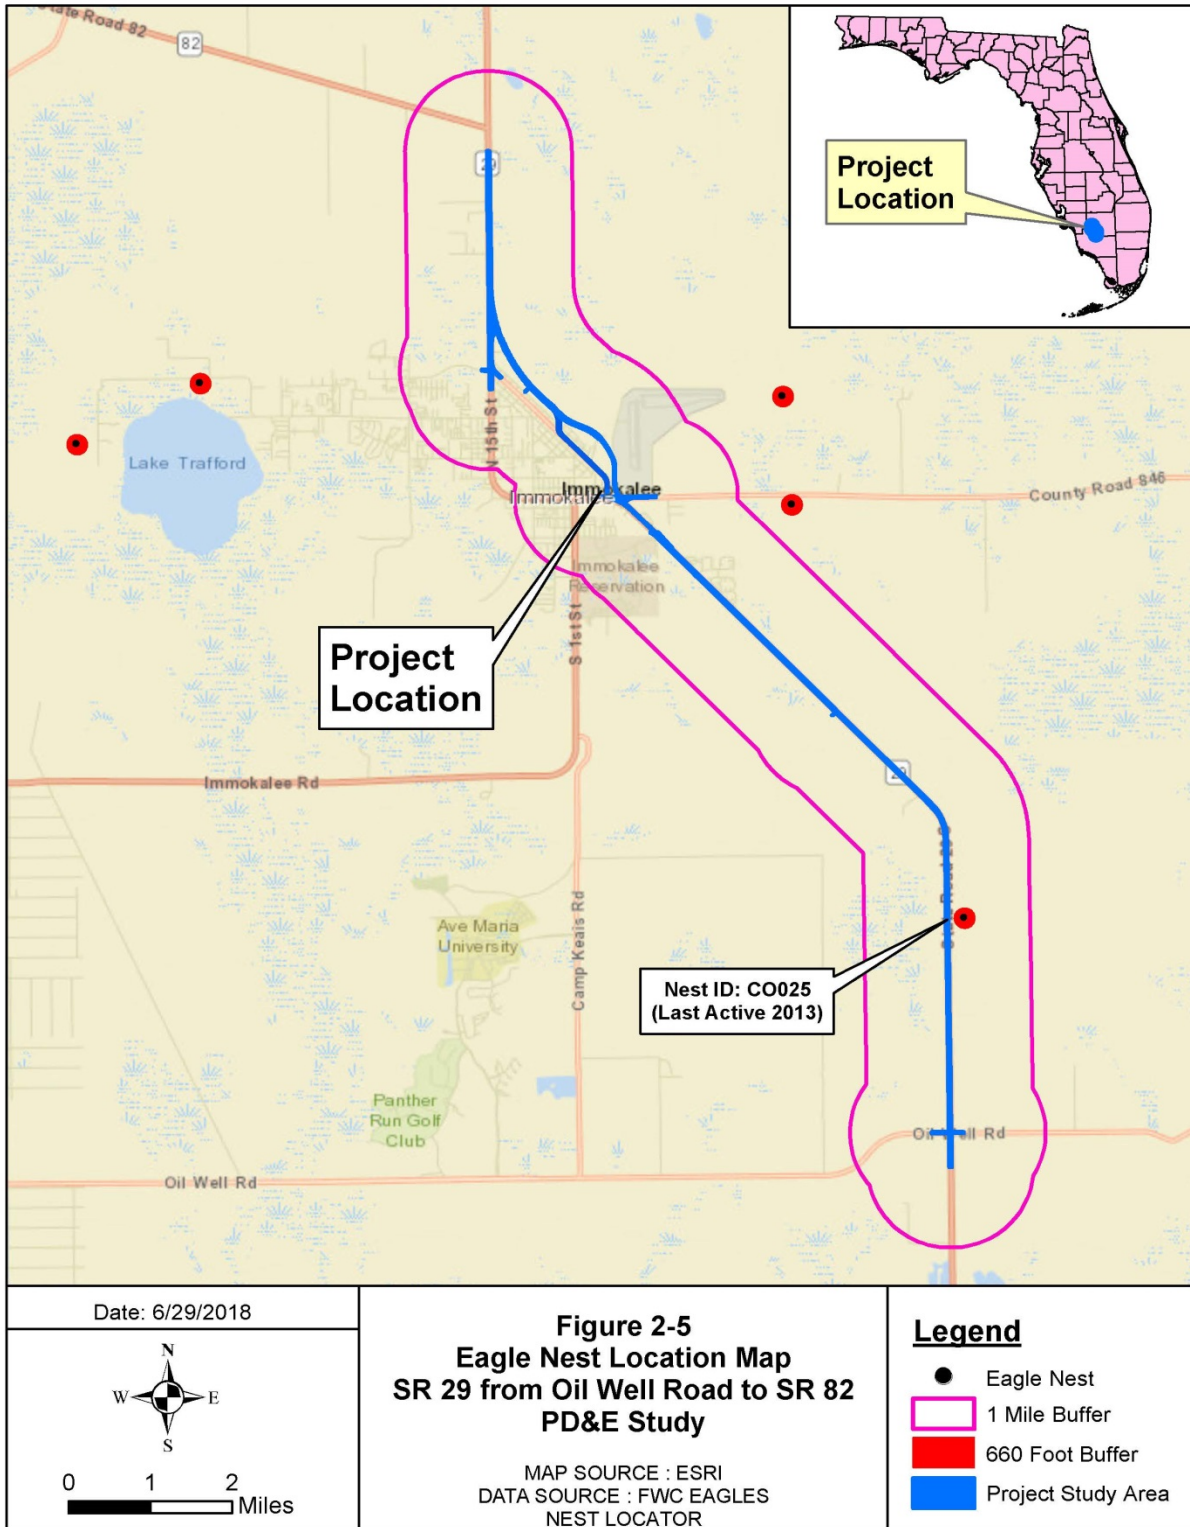 State Road 82
82
29
Project
Location
N 15th St
Lake Trafford
Immokalee
Immokalee
County Road 846
Immokalee
Reservation
S 1st St
Project
Location
Immokalee Rd
29
Ave Maria
University
Camp Keais Rd
Nest ID: CO025
(Last Active 2013)
Panther
Run Golf
Club
Oil Well Rd
Oil Well Rd
Date: 6/29/2018
N
W E
S
0 1 2
Miles
Figure 2-5
Eagle Nest Location Map
SR 29 from Oil Well Road to SR 82
PD&E Study
MAP SOURCE : ESRI
DATA SOURCE : FWC EAGLES
NEST LOCATOR
Legend
Eagle Nest
1 Mile Buffer
660 Foot Buffer
Project Study Area